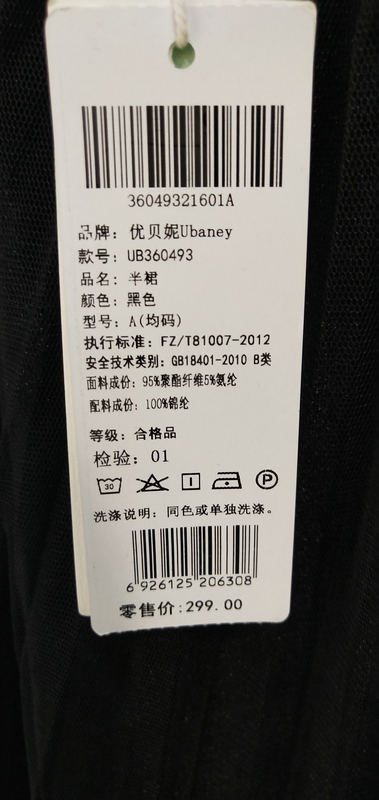 36049321601A
品牌: 优贝妮Ubaney
款号: UB360493
品名: 半裙
颜色: 黑色
型号: A(均码)
执行标准: FZ/T81007-2012
安全技术类别: GB18401-2010 B类
面料成份: 95%聚酯纤维5%氨纶
配料成份: 100%锦纶
等级: 合格品
检验: 01
30 P
洗涤说明: 同色或单独洗涤。
6 926125 206308
零售价:299.00